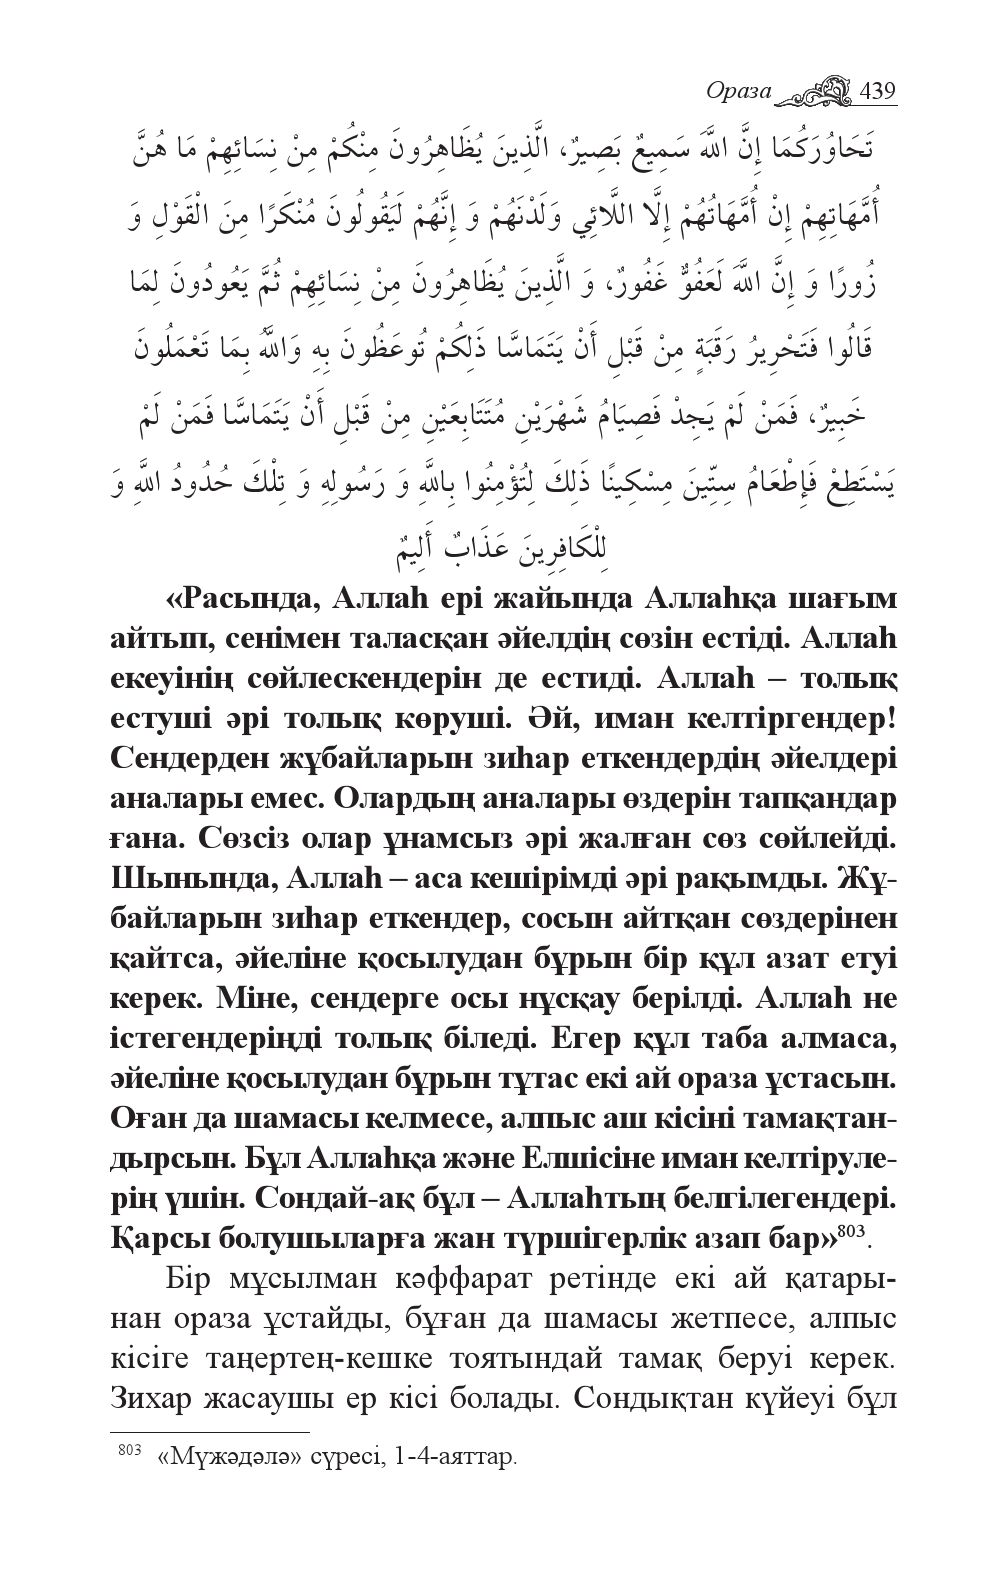 Ораза 439
تَحَاوُرَكُمَا إِنَّ اللَّهَ سَمِيعٌ بَصِيرٌ، الَّذِينَ يُظَاهِرُونَ مِنْكُمْ مِنْ نِسَائِهِمْ مَا هُنَّ
أُمَّهَاتِهِمْ إِنْ أُمَّهَاتُهُمْ إِلَّا اللَّائِي وَلَدْنَهُمْ وَ إِنَّهُمْ لَيَقُولُونَ مُنْكَرًا مِنَ الْقَوْلِ وَ
زُورًا وَ إِنَّ اللَّهَ لَعَفُوٌّ غَفُورٌ، وَ الَّذِينَ يُظَاهِرُونَ مِنْ نِسَائِهِمْ ثُمَّ يَعُودُونَ لِمَا
قَالُوا فَتَحْرِيرُ رَقَبَةٍ مِنْ قَبْلِ أَنْ يَتَمَاسَّا ذَلِكُمْ تُوعَظُونَ بِهِ وَاللَّهُ بِمَا تَعْمَلُونَ
خَبِيرٌ، فَمَنْ لَمْ يَجِدْ فَصِيَامُ شَهْرَيْنِ مُتَتَابِعَيْنِ مِنْ قَبْلِ أَنْ يَتَمَاسَّا فَمَنْ لَمْ
يَسْتَطِعْ فَإِطْعَامُ سِتِّينَ مِسْكِينًا ذَلِكَ لِتُؤْمِنُوا بِاللَّهِ وَ رَسُولِهِ وَ تِلْكَ حُدُودُ اللَّهِ وَ
لِلْكَافِرِينَ عَذَابٌ أَلِيمٌ
«Расында, Аллаһ ері жайында Аллаһқа шағым
айтып, сенімен таласқан әйелдің сөзін естіді. Аллаһ
екеуінің сөйлескендерін де естиді. Аллаһ – толық
естуші әрі толық көруші. Әй, иман келтіргендер!
Сендерден жұбайларын зиһар еткендердің әйелдері
аналары емес. Олардың аналары өздерін тапқандар
ғана. Сөзсіз олар ұнамсыз әрі жалған сөз сөйлейді.
Шынында, Аллаһ – аса кешірімді әрі рақымды. Жұ-
байларын зиһар еткендер, сосын айтқан сөздерінен
қайтса, әйеліне қосылудан бұрын бір құл азат етуі
керек. Міне, сендерге осы нұсқау берілді. Аллаһ не
істегендеріңді толық біледі. Егер құл таба алмаса,
әйеліне қосылудан бұрын тұтас екі ай ораза ұстасын.
Оған да шамасы келмесе, алпыс аш кісіні тамақтан-
дырсын. Бұл Аллаһқа және Елшісіне иман келтіруле-
рің үшін. Сондай-ақ бұл – Аллаһтың белгілегендері.
Қарсы болушыларға жан түршігерлік азап бар»803.
Бір мұсылман кәффарат ретінде екі ай қатары-
нан ораза ұстайды, бұған да шамасы жетпесе, алпыс
кісіге таңертең-кешке тоятындай тамақ беруі керек.
Зихар жасаушы ер кісі болады. Сондықтан күйеуі бұл
803 «Мүжәдәлә» сүресі, 1-4-аяттар.